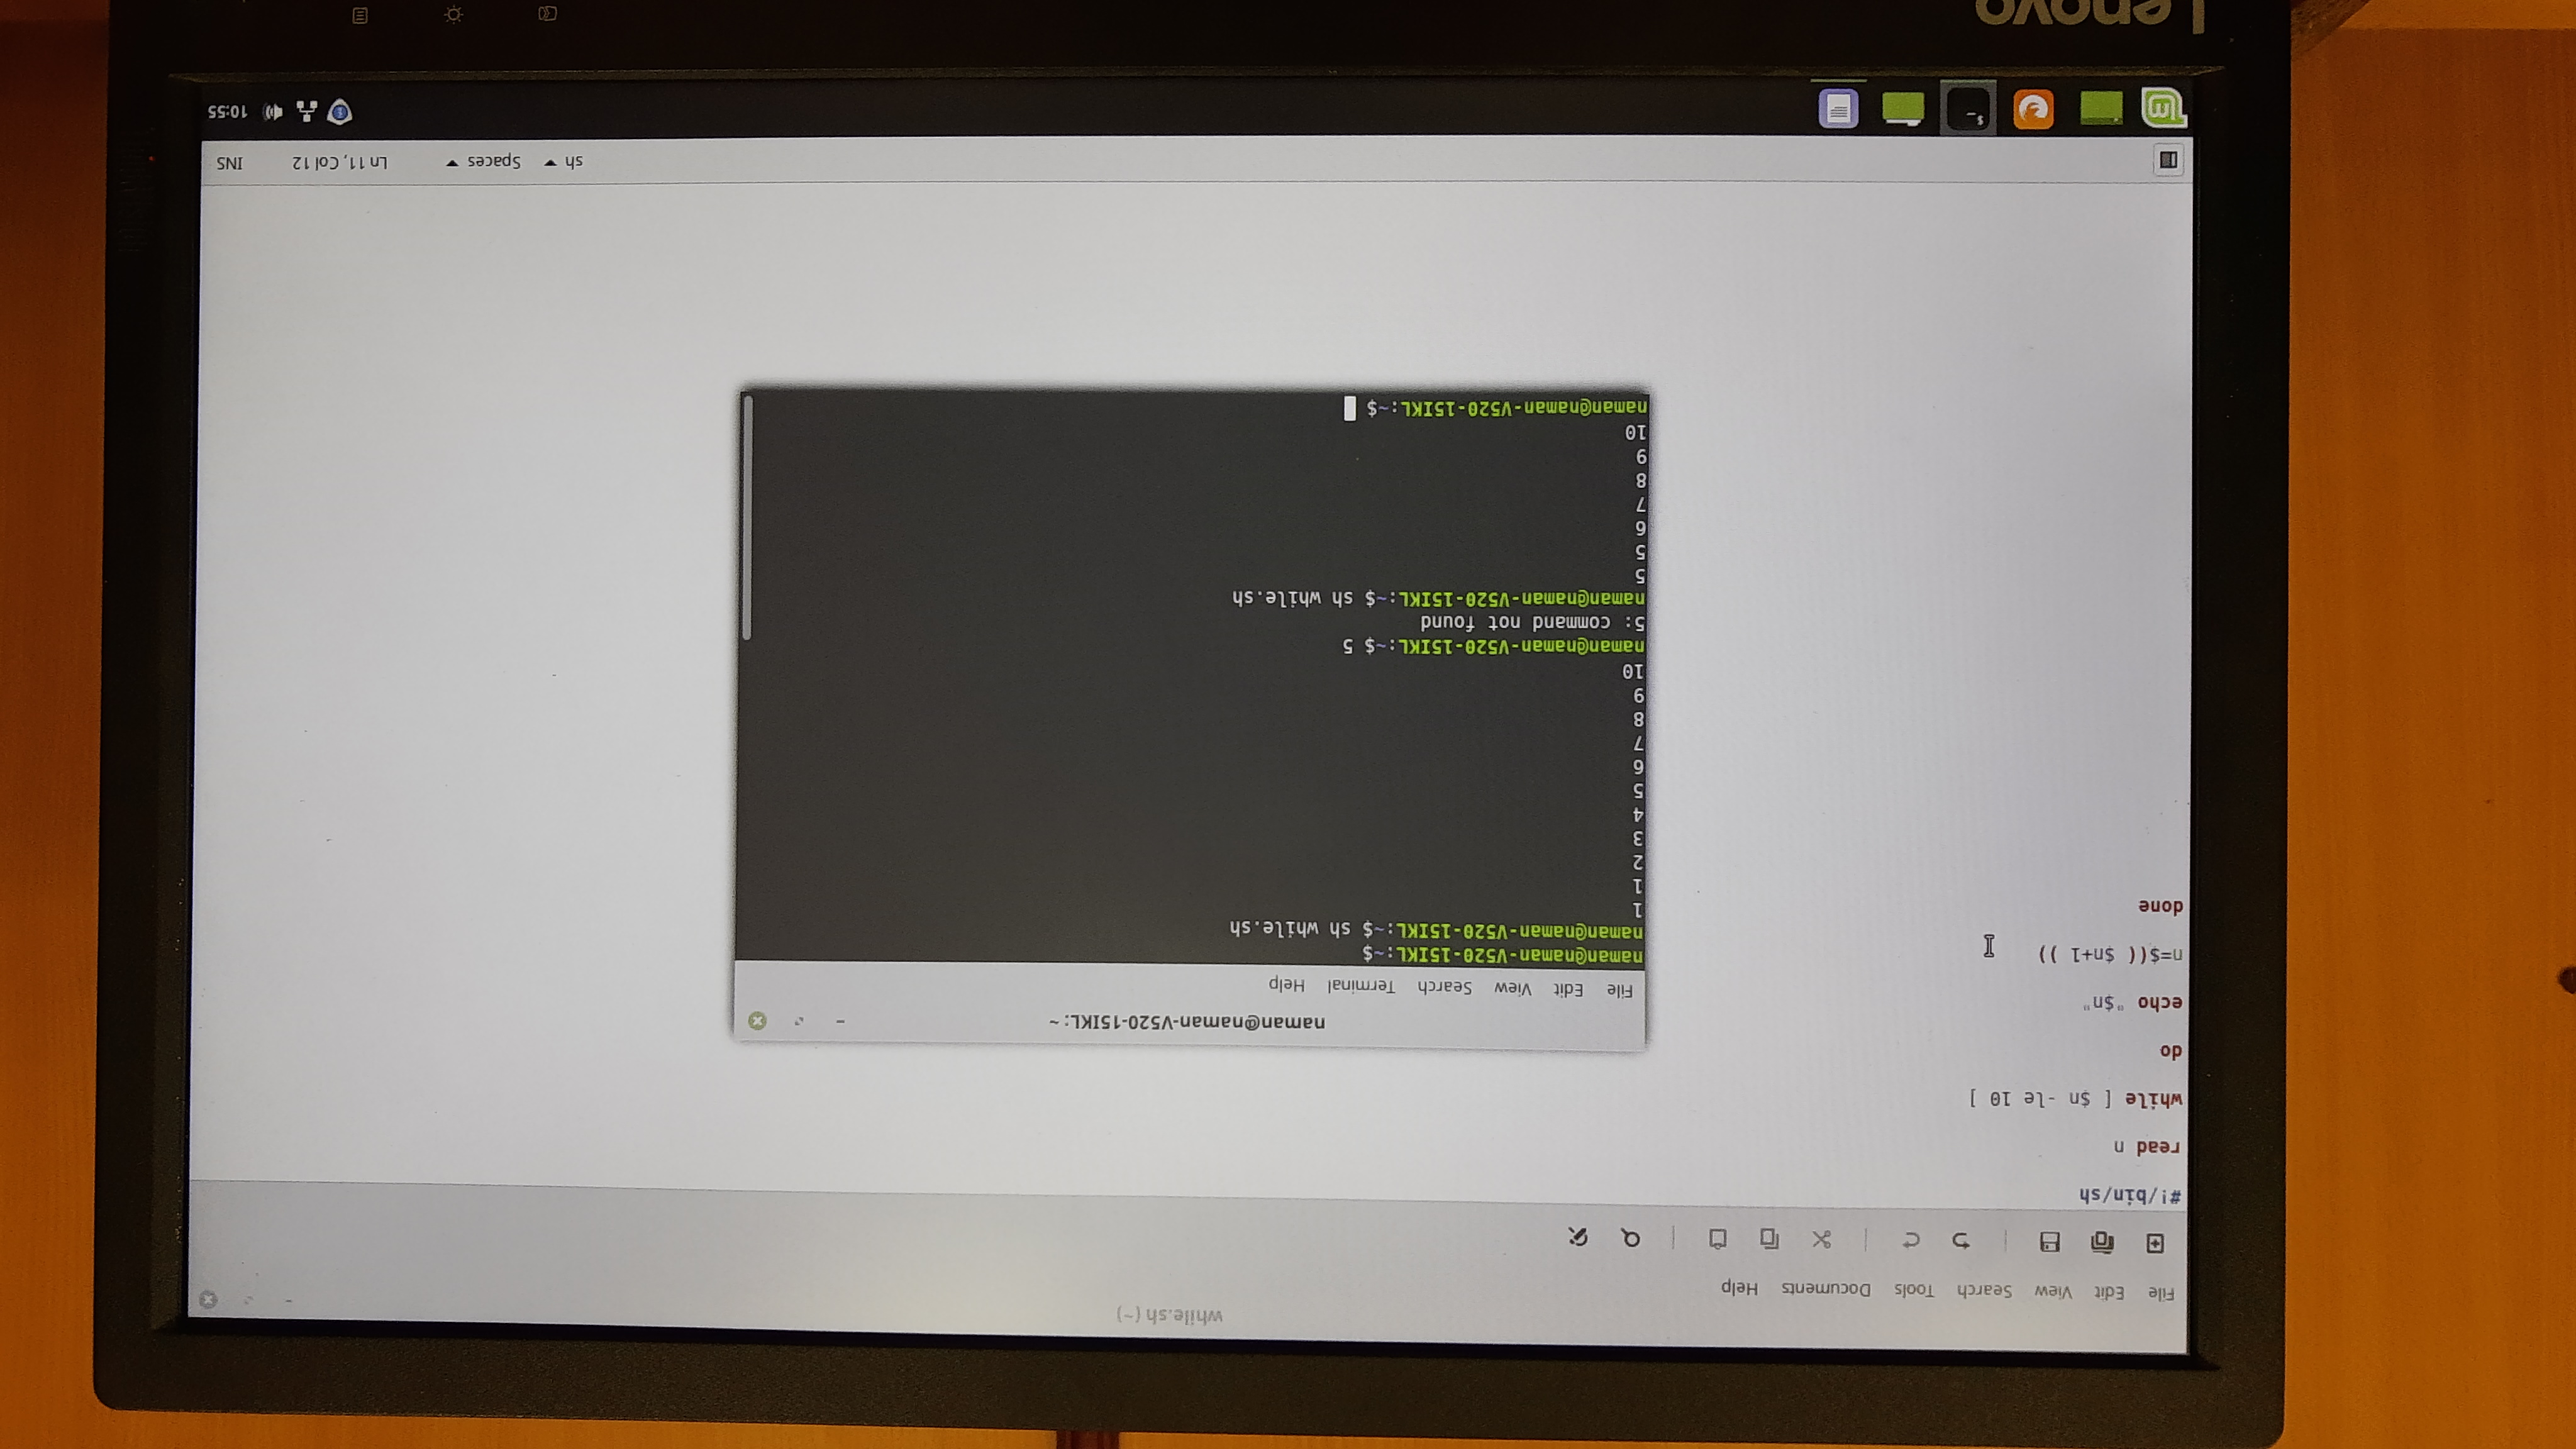 while.sh (~)
File Edit View Search Tools Documents Help
#!/bin/sh
read n
while [ $n -le 10 ]
do
echo "$n"
n=$(( $n+1 ))
done
naman@naman-V520-15IKL: ~
File Edit View Search Terminal Help
naman@naman-V520-15IKL:~$
naman@naman-V520-15IKL:~$ sh while.sh
1
1
2
3
4
5
6
7
8
9
10
naman@naman-V520-15IKL:~$ 5
5: command not found
naman@naman-V520-15IKL:~$ sh while.sh
5
5
6
7
8
9
10
naman@naman-V520-15IKL:~$
sh Spaces Ln 11, Col 12 INS
lm $_ 10:55
Lenovo